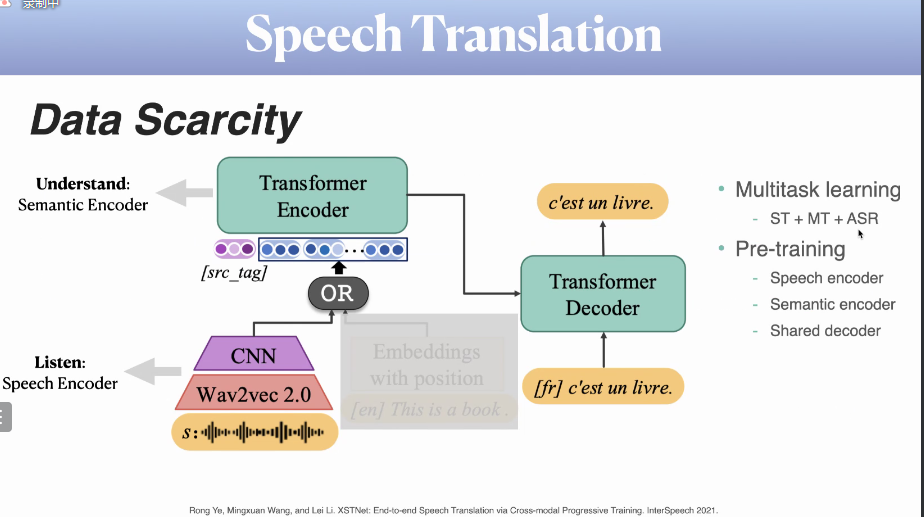 录制中
Speech Translation
Data Scarcity
Understand:
Semantic Encoder
Transformer
Encoder
[src_tag]
...
OR
CNN
Wav2vec 2.0
s:
Listen:
Speech Encoder
Embeddings
with position
[en] This is a book .
c'est un livre.
Transformer
Decoder
[fr] c'est un livre.
• Multitask learning
- ST + MT + ASR
• Pre-training
- Speech encoder
- Semantic encoder
- Shared decoder
Rong Ye, Mingxuan Wang, and Lei Li. XSTNet: End-to-end Speech Translation via Cross-modal Progressive Training. InterSpeech 2021.